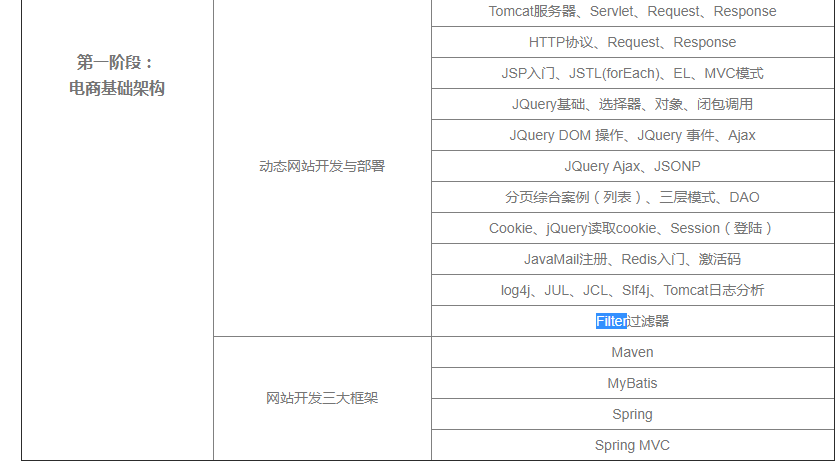 第一阶段：
电商基础架构
动态网站开发与部署
Tomcat服务器、Servlet、Request、Response
HTTP协议、Request、Response
JSP入门、JSTL(forEach)、EL、MVC模式
JQuery基础、选择器、对象、闭包调用
JQuery DOM 操作、JQuery 事件、Ajax
JQuery Ajax、JSONP
分页综合案例（列表）、三层模式、DAO
Cookie、jQuery读取cookie、Session（登陆）
JavaMail注册、Redis入门、激活码
log4j、JUL、JCL、Slf4j、Tomcat日志分析
Filter过滤器
网站开发三大框架
Maven
MyBatis
Spring
Spring MVC